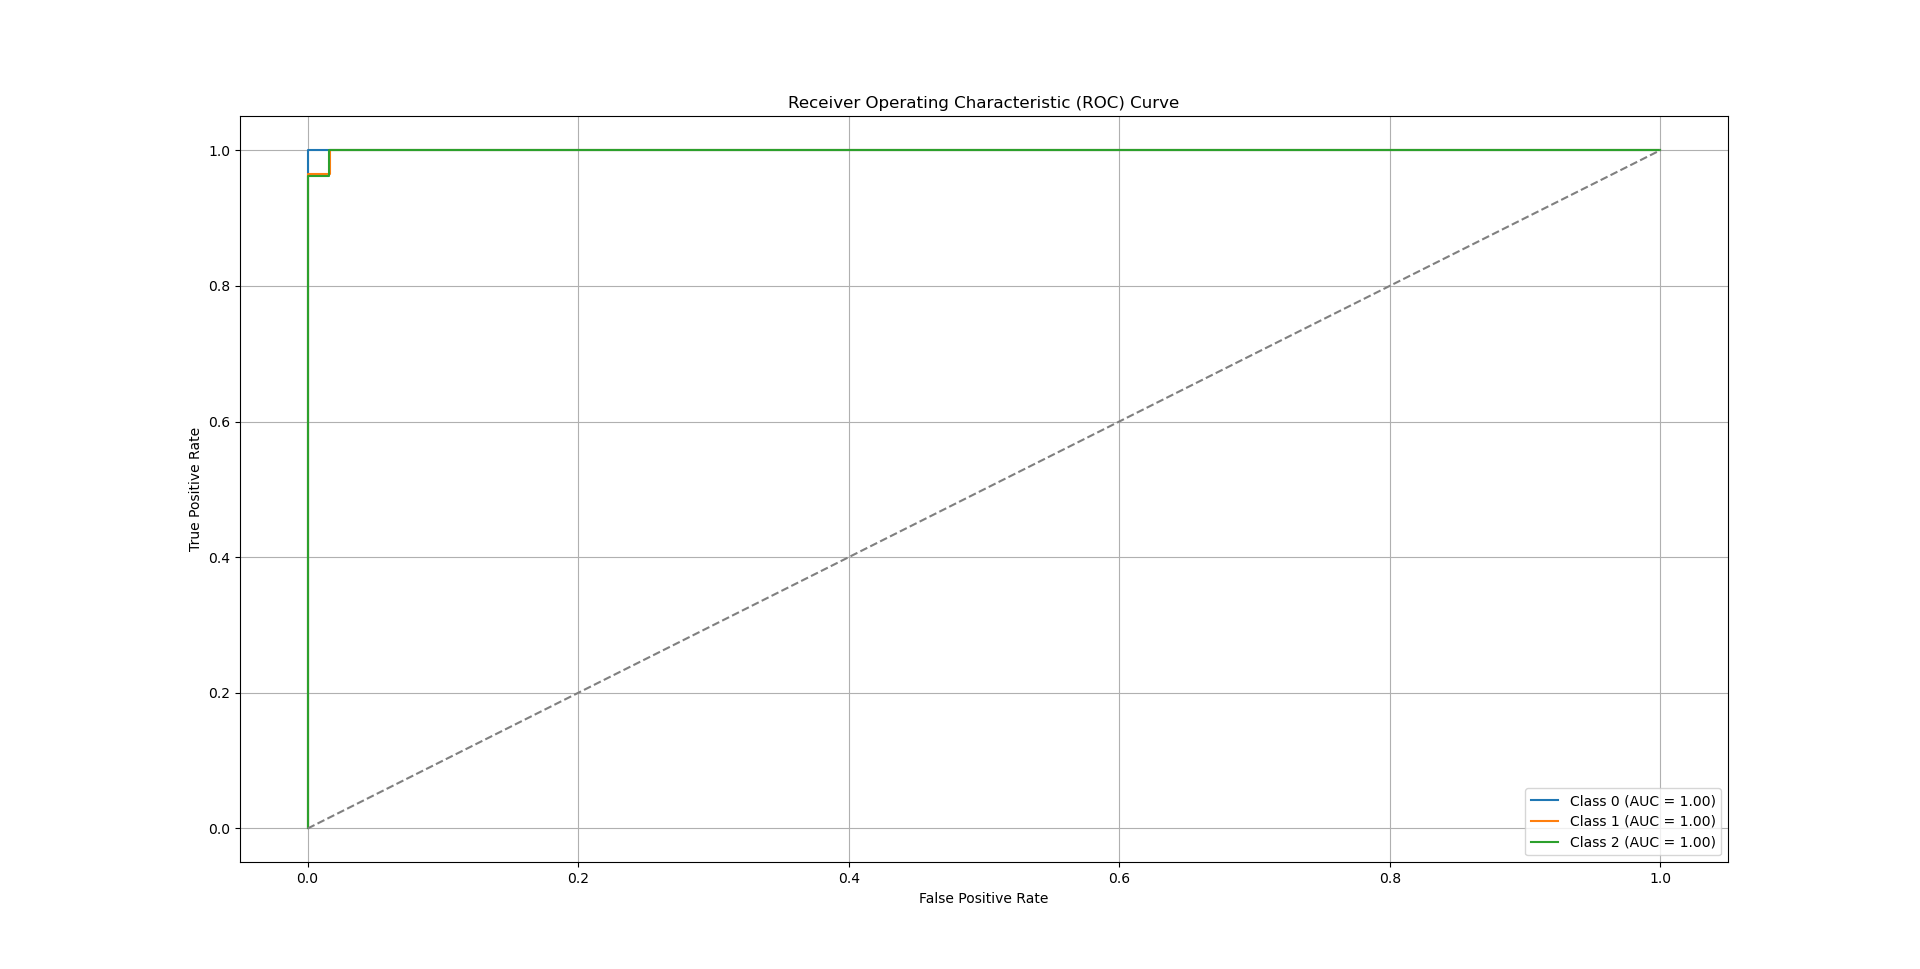 Receiver Operating Characteristic (ROC) Curve
1.0
0.8
0.6
0.4
0.2
0.0
True Positive Rate
0.0 0.2 0.4 0.6 0.8 1.0
False Positive Rate
Class 0 (AUC = 1.00)
Class 1 (AUC = 1.00)
Class 2 (AUC = 1.00)